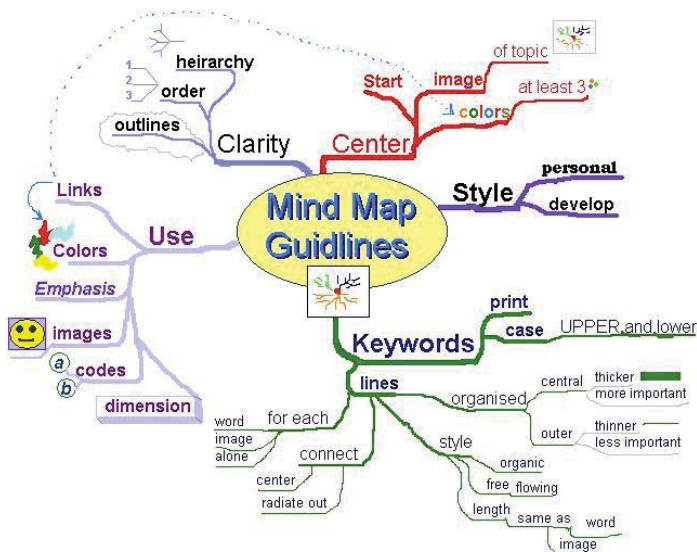 Mind Map
Guidlines
Center
Start
image
of topic
colors
at least 3
Style
personal
develop
Keywords
print
case
UPPER and lower
lines
organised
central
thicker
more important
outer
thinner
less important
style
organic
free flowing
length
same as
word
image
connect
center
radiate out
for each
word
image
alone
Use
Links
Colors
Emphasis
images
codes
a
b
dimension
Clarity
heirarchy
order
1
2
3
outlines